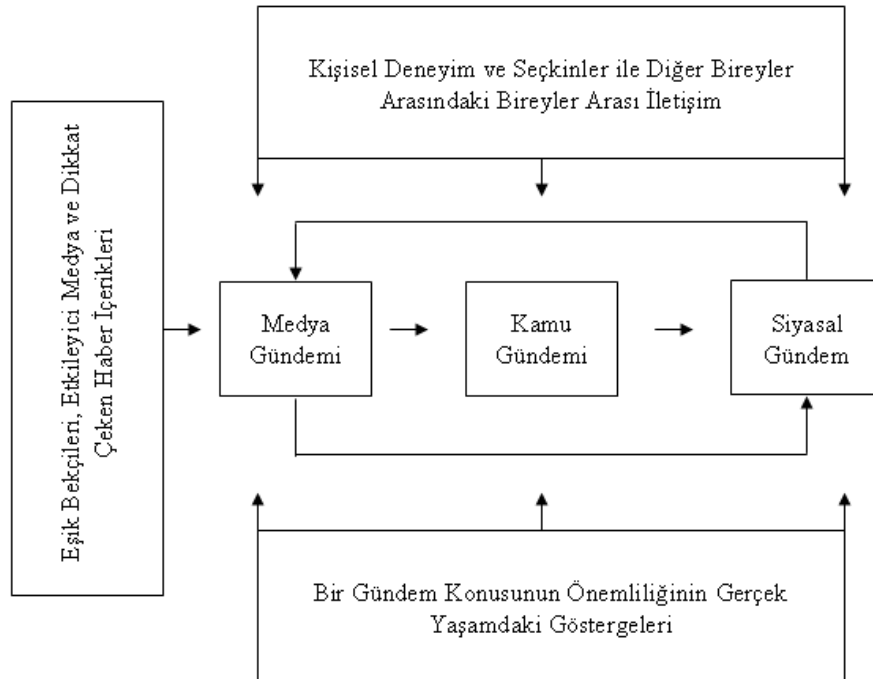 Kişisel Deneyim ve Seçkinler ile Diğer Bireyler
Arasındaki Bireyler Arası İletişim
Eşik Bekçileri, Etkileyici Medya ve Dikkat
Çeken Haber İçerikleri
Medya
Gündemi
Kamu
Gündemi
Siyasal
Gündem
Bir Gündem Konusunun Önemliliğinin Gerçek
Yaşamdaki Göstergeleri